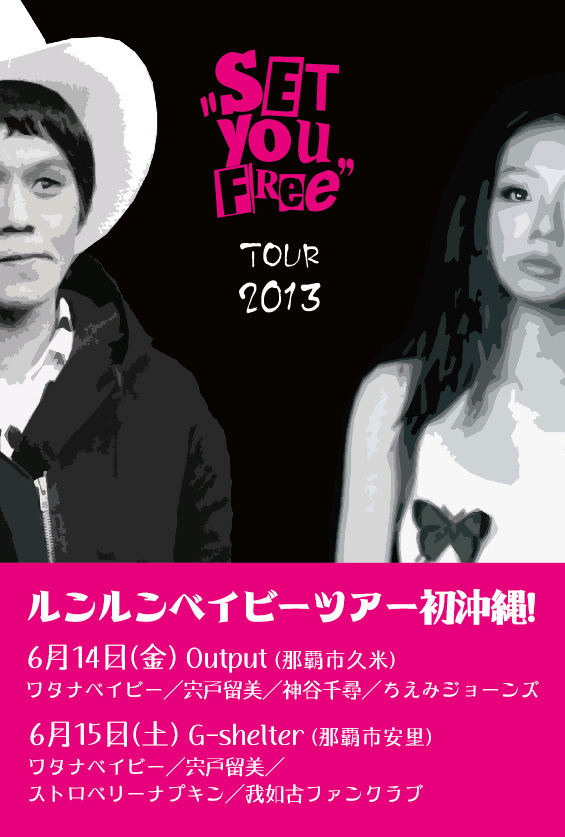 "SET
YOU
FREE"
TOUR
2013
ルンルンベイビーツアー初沖縄!
6月14日(金) Output (那覇市久米)
ワタナベイビー/宍戸留美/神谷千尋/ちえみジョーンズ
6月15日(土) G-shelter (那覇市安里)
ワタナベイビー/宍戸留美/
ストロベリーナプキン/我如古ファンクラブ